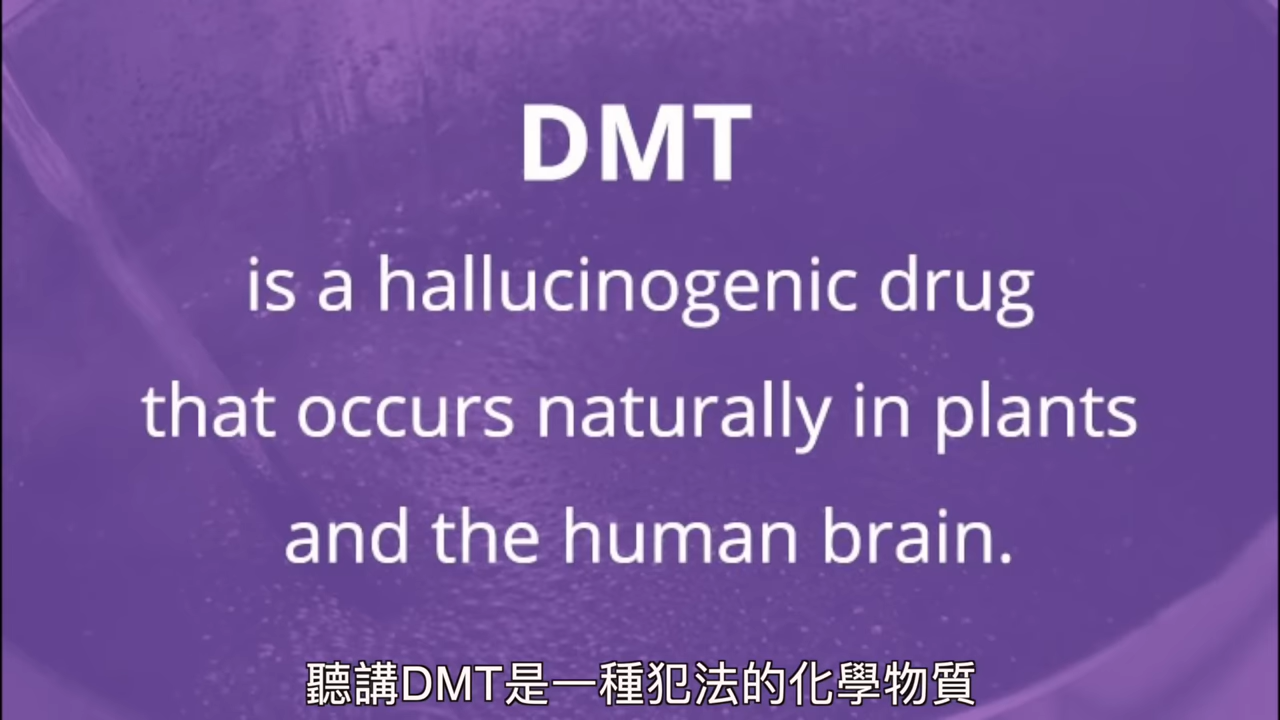 DMT
is a hallucinogenic drug
that occurs naturally in plants
and the human brain.
聽講DMT是一種犯法的化學物質